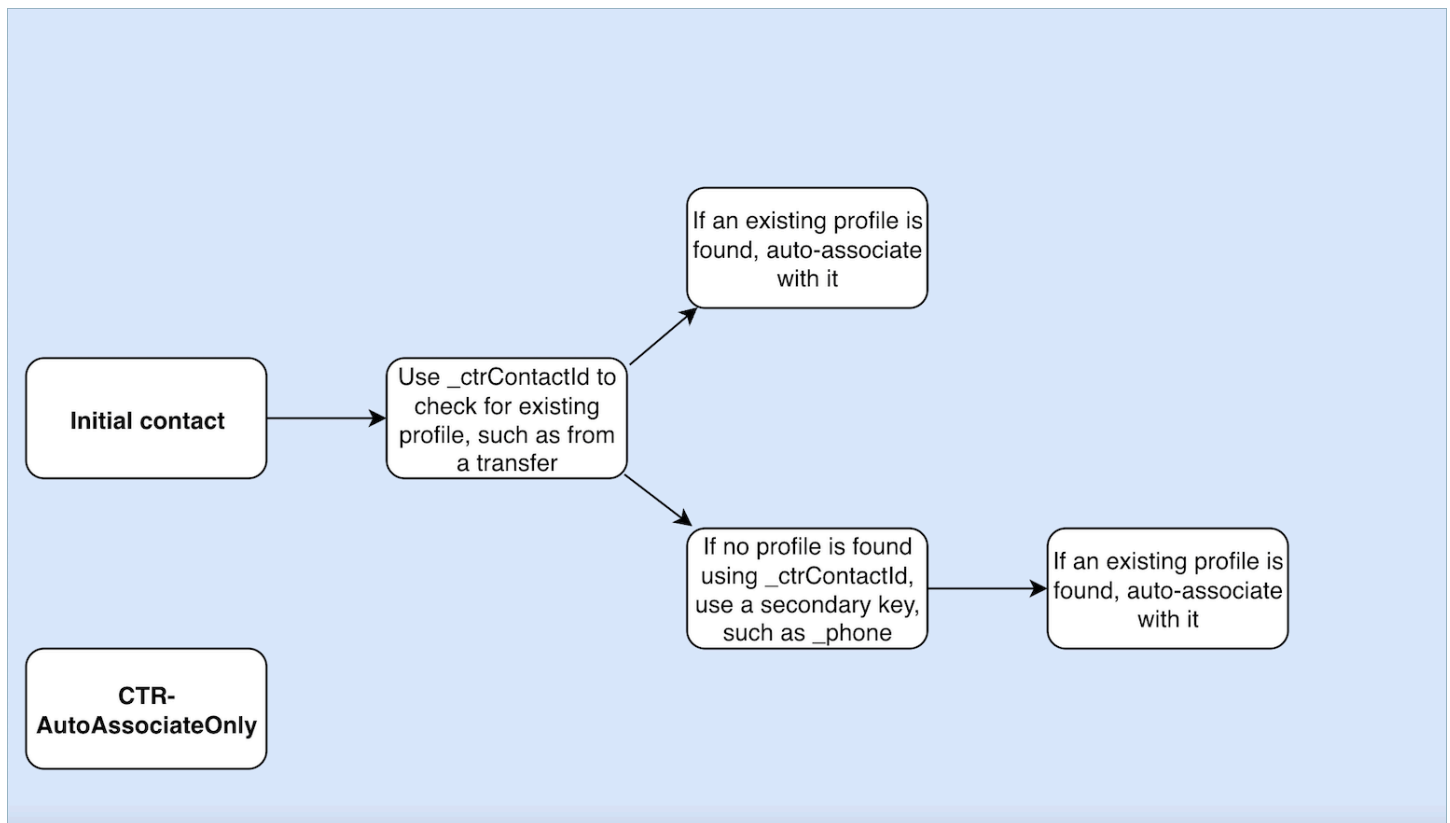 If an existing profile is
found, auto-associate
with it
Initial contact
Use _ctrContactId to
check for existing
profile, such as from
a transfer
If no profile is found
using _ctrContactId,
use a secondary key,
such as _phone
If an existing profile is
found, auto-associate
with it
CTR-
AutoAssociateOnly